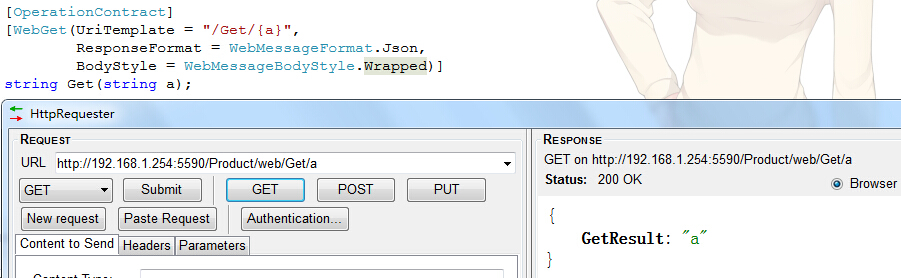 [OperationContract]
[WebGet(UriTemplate = "/Get/{a}",
ResponseFormat = WebMessageFormat.Json,
BodyStyle = WebMessageBodyStyle.Wrapped)]
string Get(string a);
HttpRequester
REQUEST
URL http://192.168.1.254:5590/Product/web/Get/a
GET Submit GET POST PUT
New request Paste Request Authentication...
Content to Send Headers Parameters
Content Type:
RESPONSE
GET on http://192.168.1.254:5590/Product/web/Get/a
Status: 200 OK
Browser
{
GetResult: "a"
}